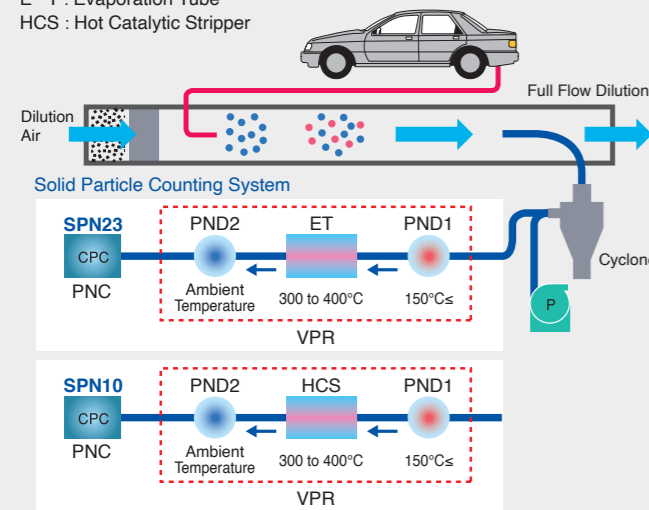 E T : Evaporation Tube
HCS : Hot Catalytic Stripper
Full Flow Dilution
Dilution
Air
Solid Particle Counting System
SPN23
PND2
ET
PND1
CPC
PNC
Ambient
Temperature
300 to 400°C
150°C≤
VPR
Cyclone
P
SPN10
PND2
HCS
PND1
CPC
PNC
Ambient
Temperature
300 to 400°C
150°C≤
VPR